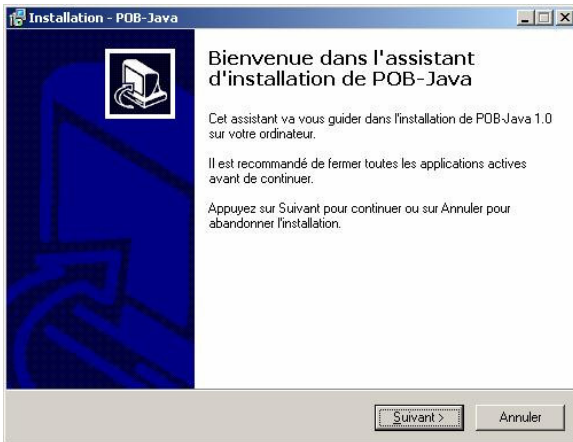 Installation - POB-Java
Bienvenue dans l'assistant
d'installation de POB-Java
Cet assistant va vous guider dans l'installation de POB-Java 1.0
sur votre ordinateur.
Il est recommandé de fermer toutes les applications actives
avant de continuer.
Appuyez sur Suivant pour continuer ou sur Annuler pour
abandonner l'installation.
Suivant >
Annuler